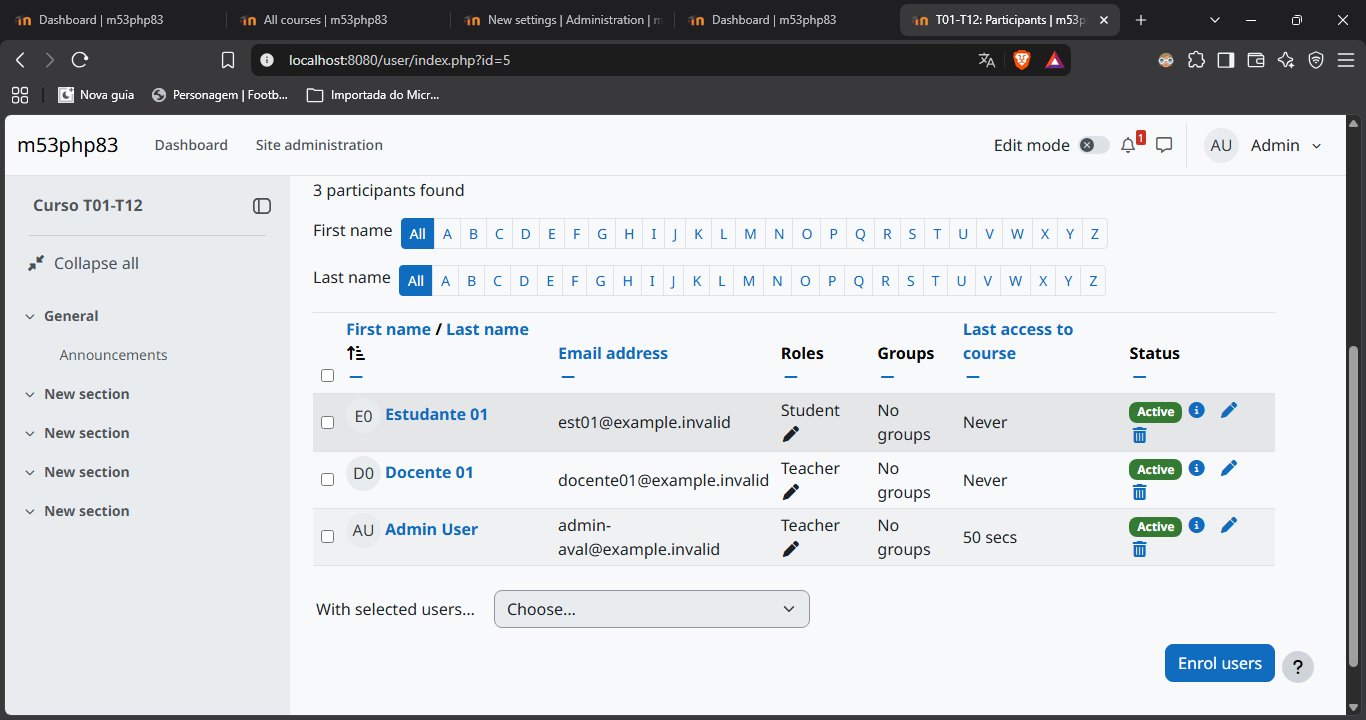 Dashboard | m53php83
All courses | m53php83
New settings | Administration | m
Dashboard | m53php83
T01-T12: Participants | m53p
localhost:8080/user/index.php?id=5
Nova guia
Personagem | Footb...
Importada do Micr...
m53php83
Dashboard
Site administration
Edit mode
1
AU
Admin
Curso T01-T12
Collapse all
General
Announcements
New section
New section
New section
New section
3 participants found
First name All A B C D E F G H I J K L M N O P Q R S T U V W X Y Z
Last name All A B C D E F G H I J K L M N O P Q R S T U V W X Y Z
First name / Last name
Email address
Roles
Groups
Last access to
course
Status
E0 Estudante 01
est01@example.invalid
Student
No
groups
Never
Active
D0 Docente 01
docente01@example.invalid
Teacher
No
groups
Never
Active
AU Admin User
admin-
aval@example.invalid
Teacher
No
groups
50 secs
Active
With selected users...
Choose...
Enrol users
?